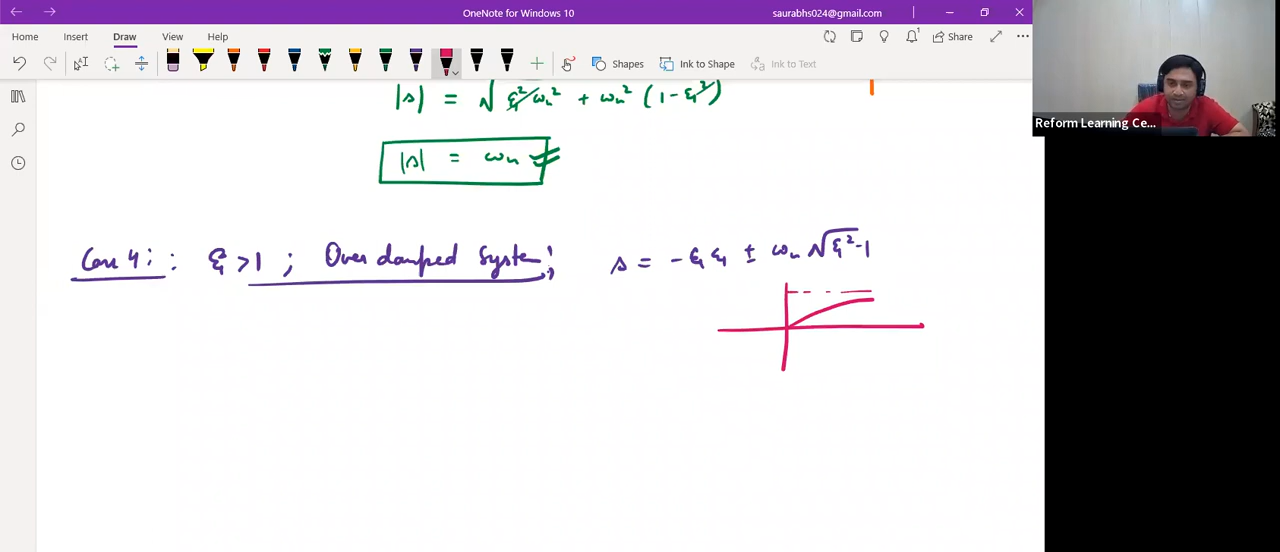 OneNote for Windows 10
saurabhs024@gmail.com
Home Insert Draw View Help
Share
Shapes Ink to Shape Ink to Text
|s| = √ξ²ωn² + ωn² (1 - ξ²)
|s| = ωn
Case 4: : ξ > 1 ; Overdamped System; s = - ξ ξ ± ωn √ξ² - 1
Reform Learning Ce...